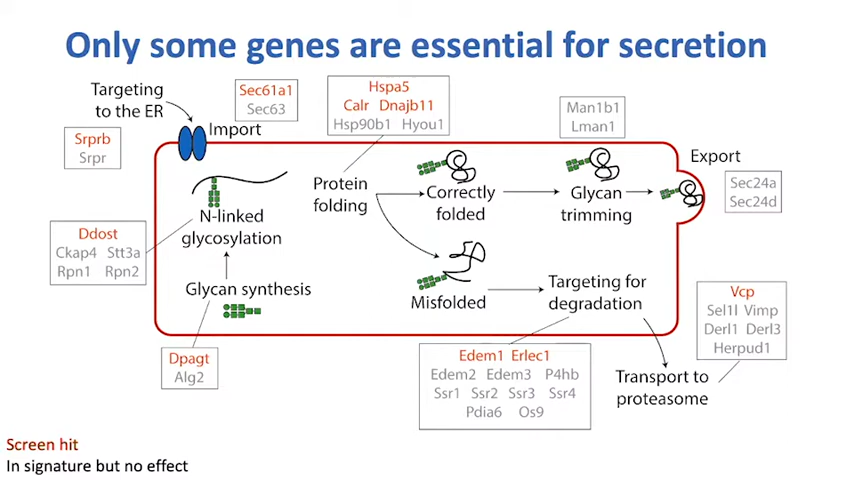 Only some genes are essential for secretion
Targeting
to the ER
Sec61a1
Sec63
Import
Srprb
Srpr
Hspa5
Calr Dnajb11
Hsp90b1 Hyou1
Man1b1
Lman1
Export
Sec24a
Sec24d
Protein
folding
Correctly
folded
Glycan
trimming
N-linked
glycosylation
Ddost
Ckap4 Stt3a
Rpn1 Rpn2
Glycan synthesis
Misfolded
Targeting for
degradation
Vcp
Sel1l Vimp
Derl1 Derl3
Herpud1
Dpagt
Alg2
Edem1 Erlec1
Edem2 Edem3 P4hb
Ssr1 Ssr2 Ssr3 Ssr4
Pdia6 Os9
Transport to
proteasome
Screen hit
In signature but no effect